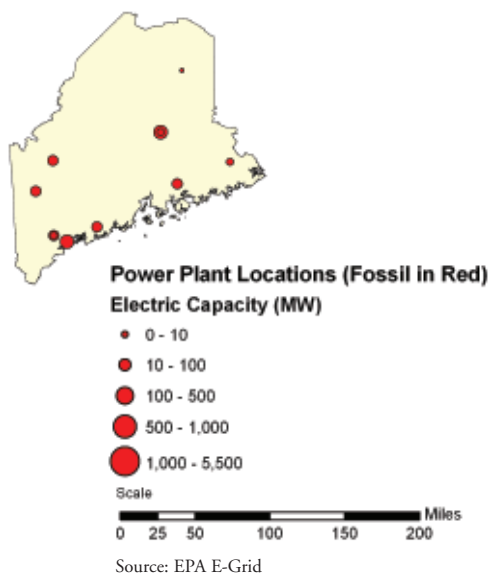 Power Plant Locations (Fossil in Red)
Electric Capacity (MW)
0 - 10
10 - 100
100 - 500
500 - 1,000
1,000 - 5,500
Scale
Miles
0 25 50 100 150 200
Source: EPA E-Grid